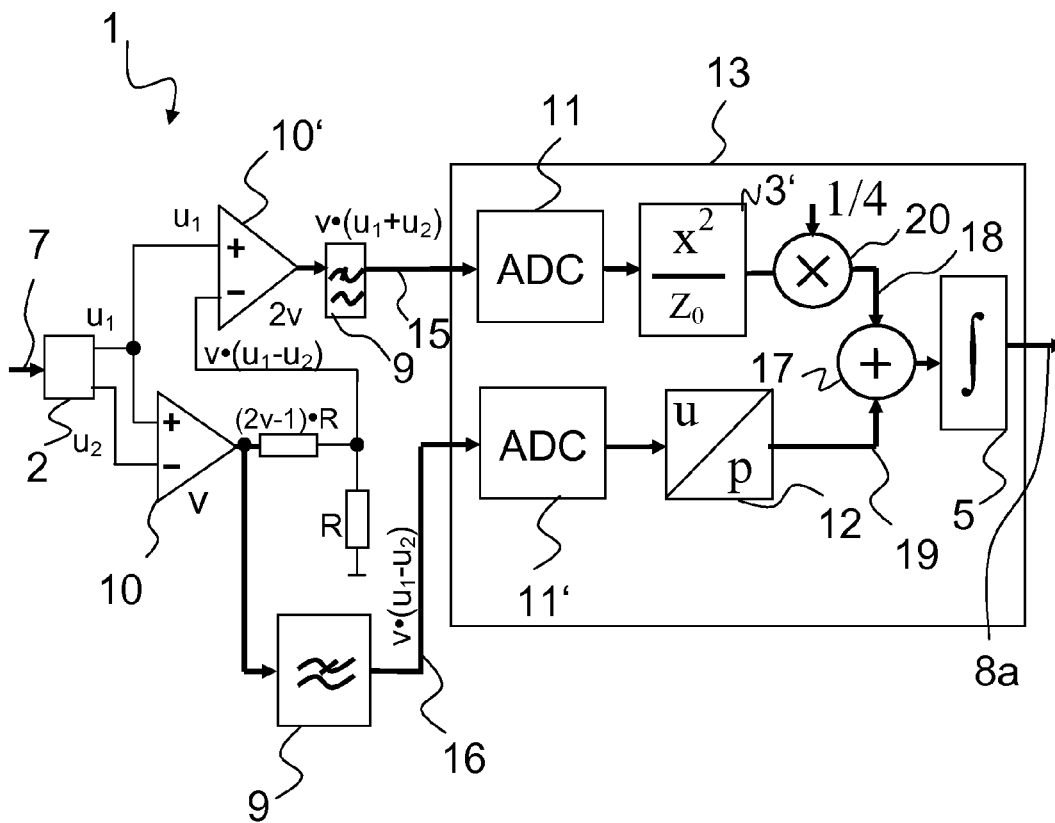 1
13
11
10‘
3‘
1/4
20
18
u₁
v•(u₁+u₂)
7
+
−
ADC
x²
z₀
×
∫
2v
15
9
u₁
v•(u₁-u₂)
17
+
2
u₂
+
−
(2v-1)•R
v
ADC
u
p
R
10
12
19
5
11‘
v•(u₁-u₂)
8a
16
9